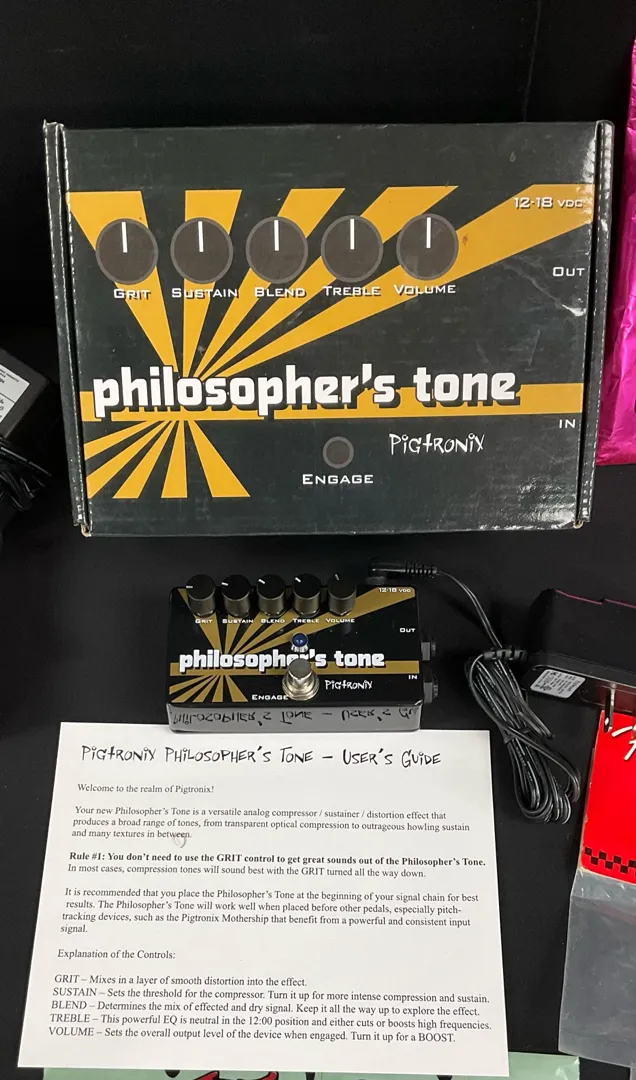 12-18 VDC
GRIT SUSTAIN BLEND TREBLE VOLUME
OUT
philosopher's tone
IN
Pigtronix
ENGAGE
12-18 VDC
GRIT SUSTAIN BLEND TREBLE VOLUME
OUT
philosopher's tone
IN
Pigtronix
ENGAGE
PIGTRONIX PHILOSOPHER'S TONE – USER'S GUIDE
Welcome to the realm of Pigtronix!
Your new Philosopher's Tone is a versatile analog compressor / sustainer / distortion effect that
produces a broad range of tones, from transparent optical compression to outrageous howling sustain
and many textures in between.
Rule #1: You don't need to use the GRIT control to get great sounds out of the Philosopher's Tone.
In most cases, compression tones will sound best with the GRIT turned all the way down.
It is recommended that you place the Philosopher's Tone at the beginning of your signal chain for best
results. The Philosopher's Tone will work well when placed before other pedals, especially pitch-
tracking devices, such as the Pigtronix Mothership that benefit from a powerful and consistent input
signal.
Explanation of the Controls:
GRIT – Mixes in a layer of smooth distortion into the effect.
SUSTAIN – Sets the threshold for the compressor. Turn it up for more intense compression and sustain.
BLEND – Determines the mix of effected and dry signal. Keep it all the way up to explore the effect.
TREBLE – This powerful EQ is neutral in the 12:00 position and either cuts or boosts high frequencies.
VOLUME – Sets the overall output level of the device when engaged. Turn it up for a BOOST.